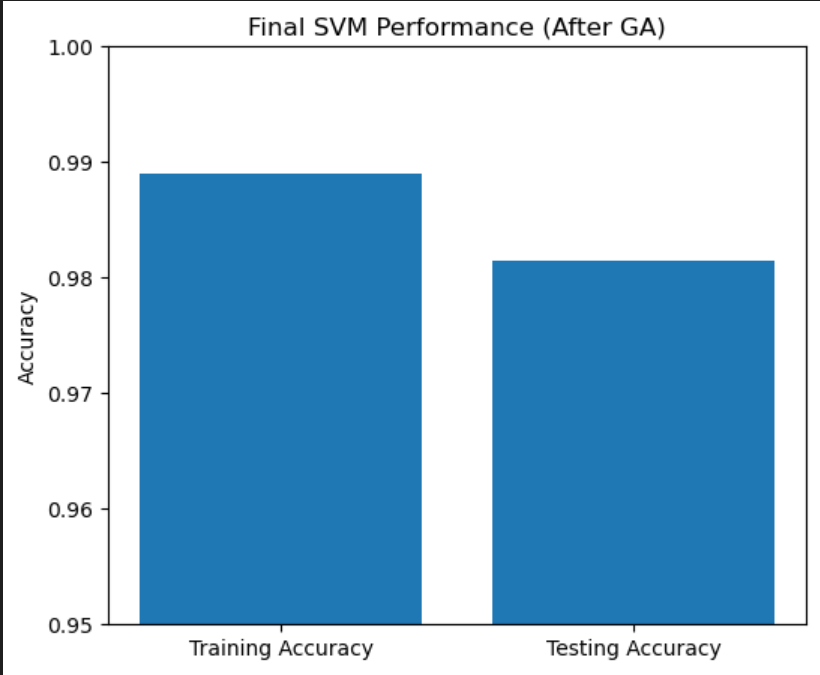 Final SVM Performance (After GA)
1.00
0.99
0.98
0.97
0.96
0.95
Accuracy
Training Accuracy
Testing Accuracy